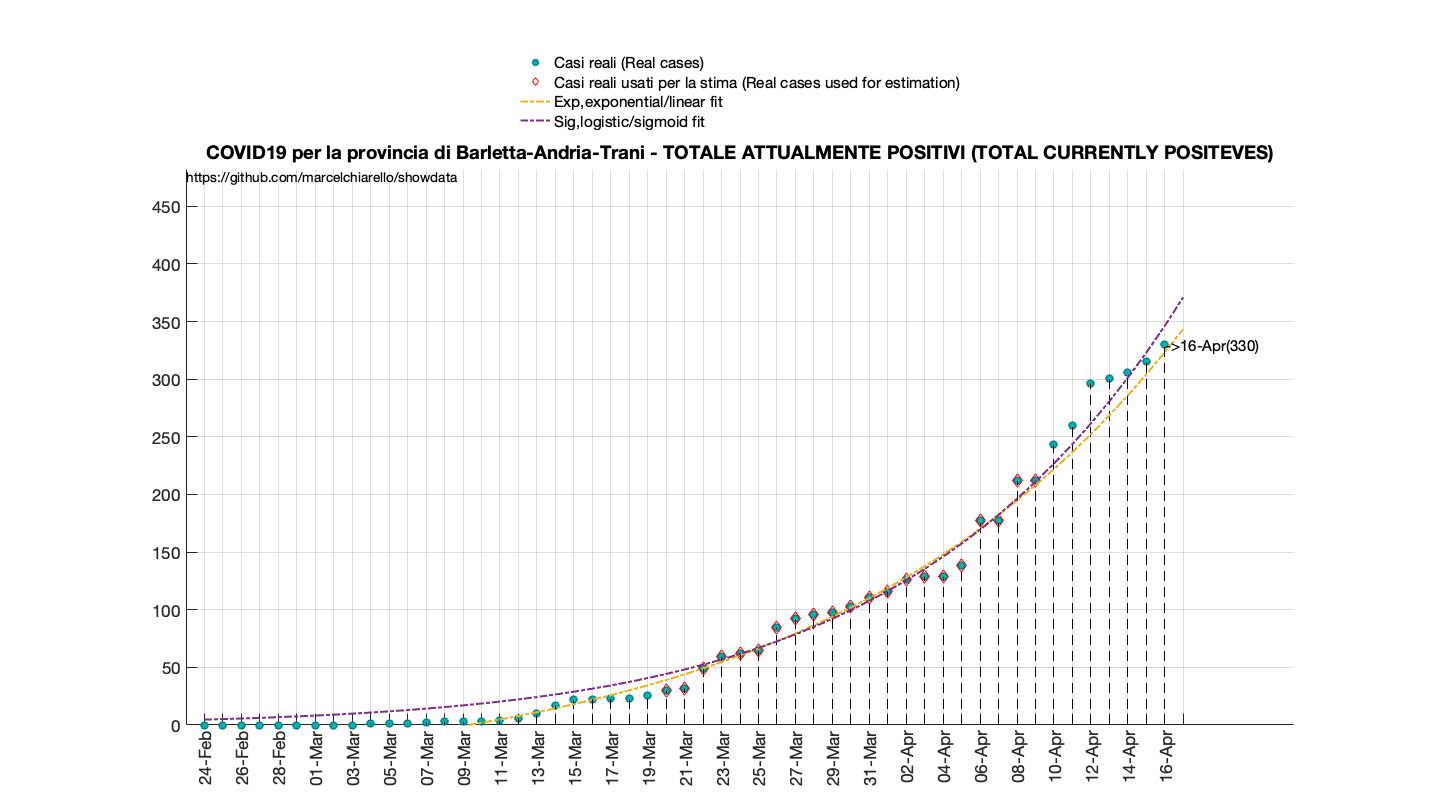 Casi reali (Real cases)
Casi reali usati per la stima (Real cases used for estimation)
Exp,exponential/linear fit
Sig,logistic/sigmoid fit
COVID19 per la provincia di Barletta-Andria-Trani - TOTALE ATTUALMENTE POSITIVI (TOTAL CURRENTLY POSITEVES)
https://github.com/marcelchiarello/showdata
450
400
350
300
250
200
150
100
50
0
->16-Apr(330)
24-Feb
26-Feb
28-Feb
01-Mar
03-Mar
05-Mar
07-Mar
09-Mar
11-Mar
13-Mar
15-Mar
17-Mar
19-Mar
21-Mar
23-Mar
25-Mar
27-Mar
29-Mar
31-Mar
02-Apr
04-Apr
06-Apr
08-Apr
10-Apr
12-Apr
14-Apr
16-Apr